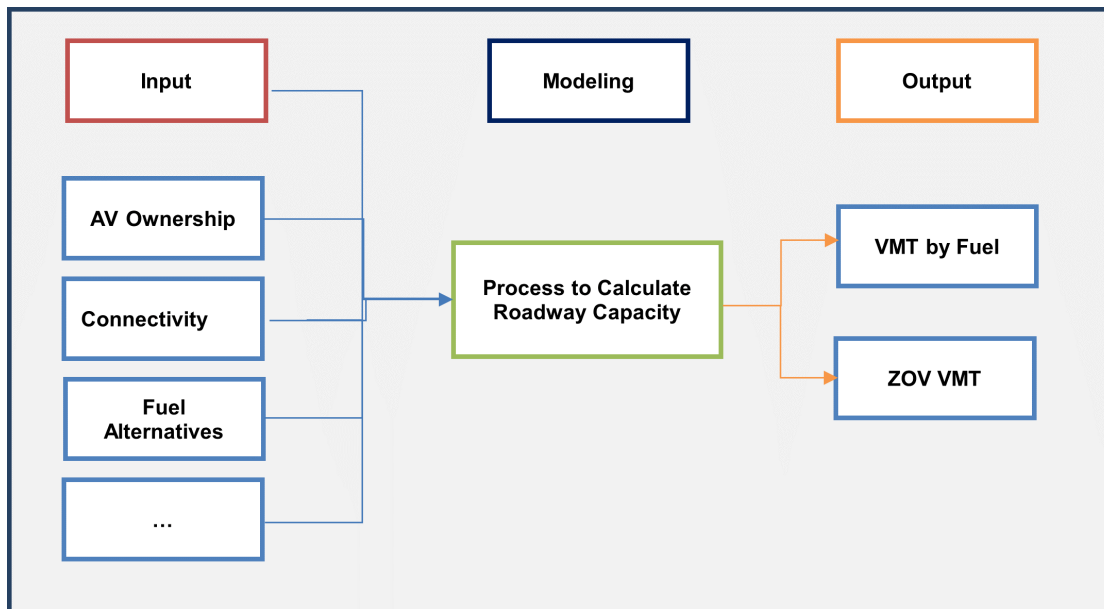 Input
Modeling
Output
AV Ownership
Connectivity
Fuel
Alternatives
…
Process to Calculate
Roadway Capacity
VMT by Fuel
ZOV VMT